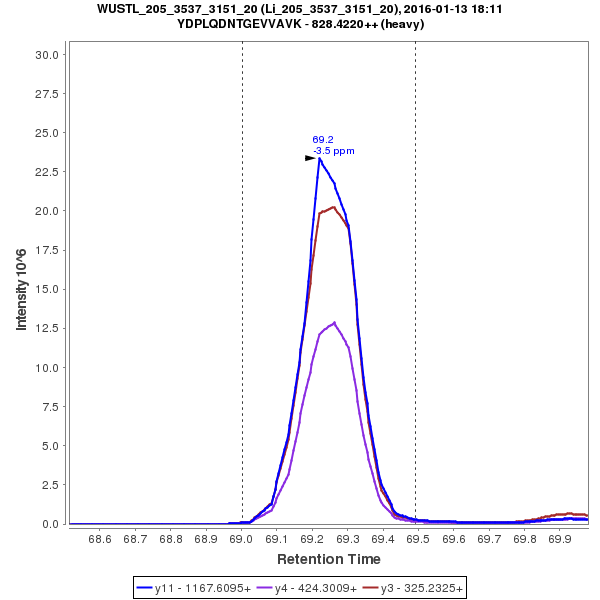 WUSTL_205_3537_3151_20 (Li_205_3537_3151_20), 2016-01-13 18:11
YDPLQDNTGEVVAVK - 828.4220++ (heavy)
30.0
27.5
25.0
22.5
20.0
17.5
15.0
12.5
10.0
7.5
5.0
2.5
0.0
Intensity 10^6
69.2
-3.5 ppm
68.6 68.7 68.8 68.9 69.0 69.1 69.2 69.3 69.4 69.5 69.6 69.7 69.8 69.9
Retention Time
y11 - 1167.6095+ y4 - 424.3009+ y3 - 325.2325+